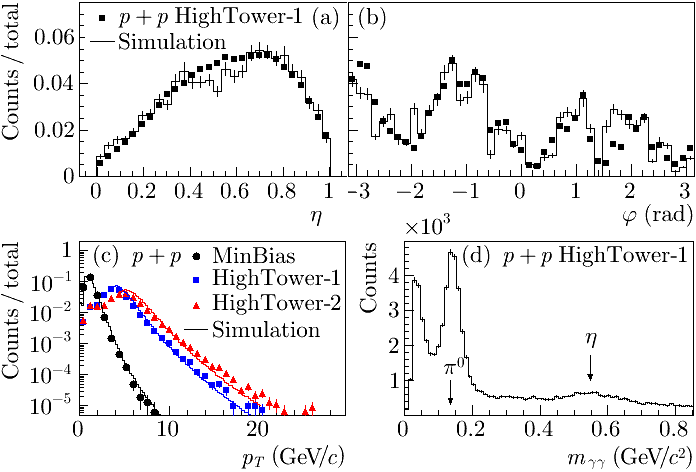 p + p HighTower-1 (a)
Simulation
Counts / total
0.06
0.04
0.02
0
0 0.2 0.4 0.6 0.8 1
η
(b)
−3 −2 −1 0 1 2 3
φ (rad)
(c) p + p
MinBias
HightTower-1
HighTower-2
Simulation
Counts / total
1
10⁻¹
10⁻²
10⁻³
10⁻⁴
10⁻⁵
0 10 20
p_T (GeV/c)
×10³
(d) p + p HighTower-1
Counts
4
3
2
1
π⁰
η
0 0.2 0.4 0.6 0.8
m_γγ (GeV/c²)